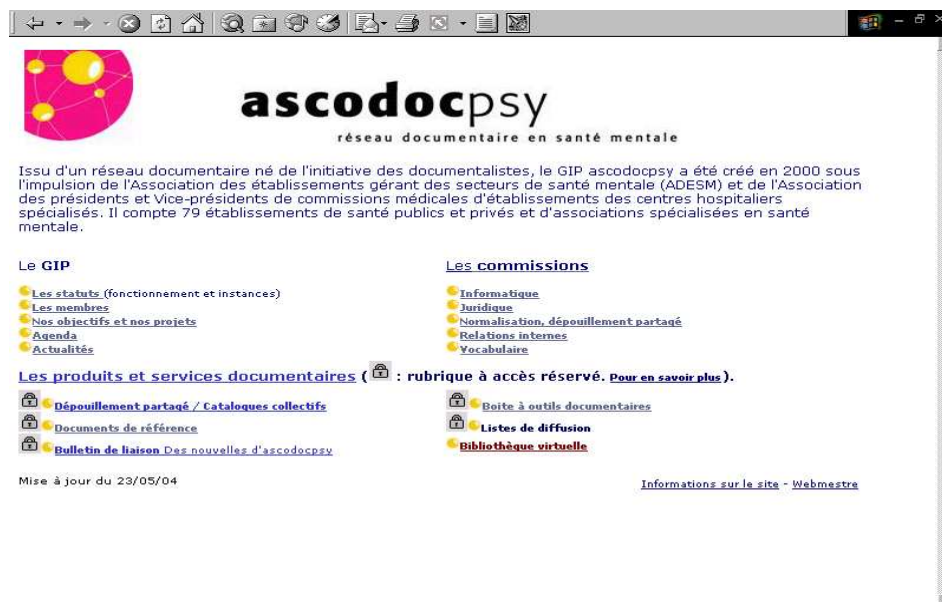 ascodocpsy
réseau documentaire en santé mentale
Issu d'un réseau documentaire né de l'initiative des documentalistes, le GIP ascodocpsy a été créé en 2000 sous
l'impulsion de l'Association des établissements gérant des secteurs de santé mentale (ADESM) et de l'Association
des présidents et Vice-présidents de commissions médicales d'établissements des centres hospitaliers
spécialisés. Il compte 79 établissements de santé publics et privés et d'associations spécialisées en santé
mentale.
Le GIP
Les statuts (fonctionnement et instances)
Les membres
Nos objectifs et nos projets
Agenda
Actualités
Les commissions
Informatique
Juridique
Normalisation, dépouillement partagé
Relations internes
Vocabulaire
Les produits et services documentaires ( : rubrique à accès réservé. Pour en savoir plus).
Dépouillement partagé / Catalogues collectifs
Documents de référence
Bulletin de liaison Des nouvelles d'ascodocpsy
Boite à outils documentaires
Listes de diffusion
Bibliothèque virtuelle
Mise à jour du 23/05/04
Informations sur le site - Webmestre